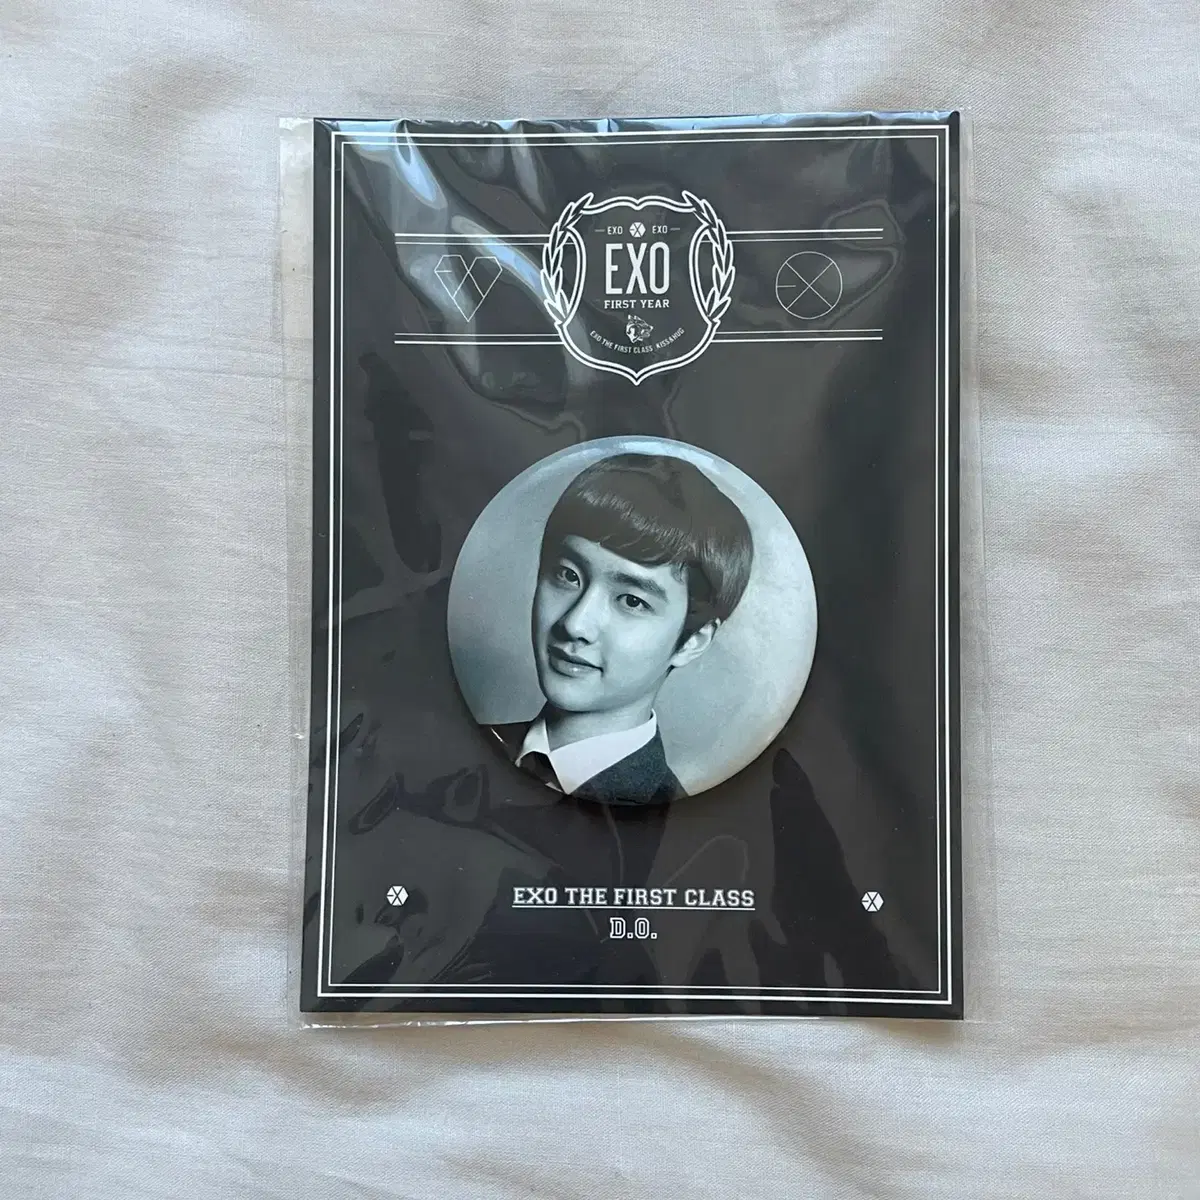 EXO EXO
EXO
FIRST YEAR
EXO THE FIRST CLASS KISS&HUG
EXO THE FIRST CLASS
D.O.